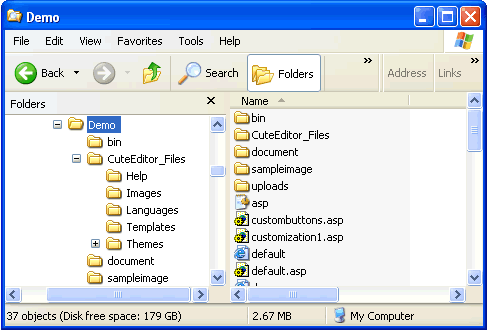 Demo
File Edit View Favorites Tools Help
Back Search Folders » Address Links »
Folders
Demo
bin
CuteEditor_Files
Help
Images
Languages
Templates
Themes
document
sampleimage
Name
bin
CuteEditor_Files
document
sampleimage
uploads
asp
custombuttons.asp
customization1.asp
default
default.asp
37 objects (Disk free space: 179 GB) 2.67 MB My Computer